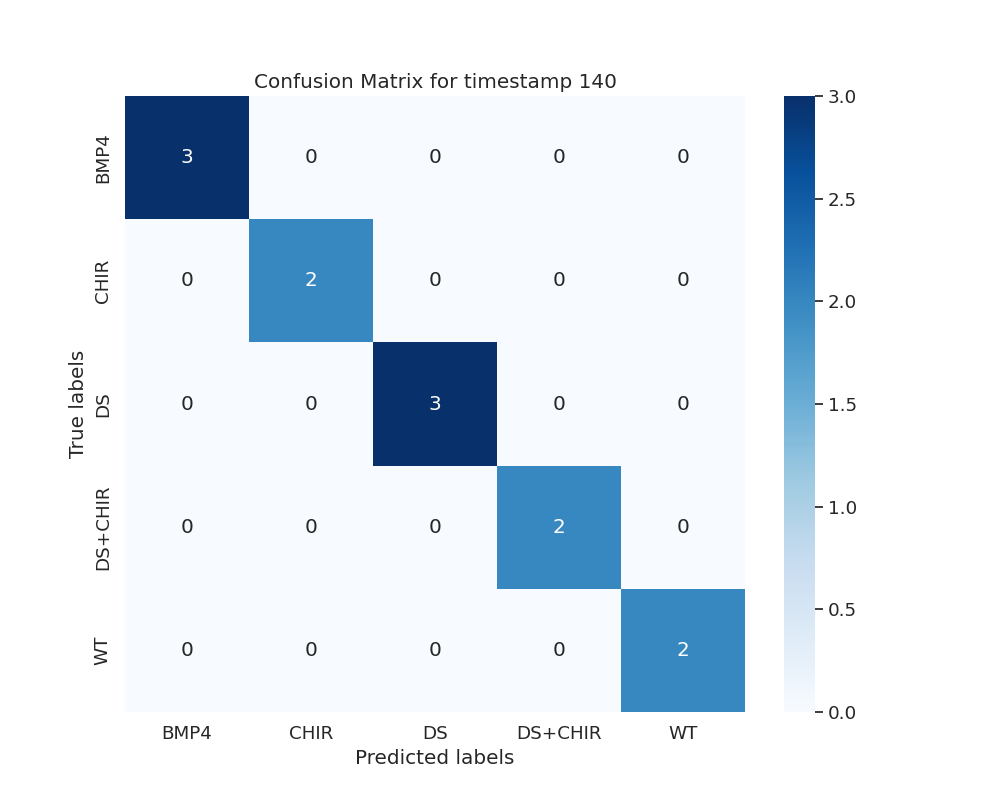 Confusion Matrix for timestamp 140
True labels
BMP4 3 0 0 0 0
CHIR 0 2 0 0 0
DS 0 0 3 0 0
DS+CHIR 0 0 0 2 0
WT 0 0 0 0 2
BMP4 CHIR DS DS+CHIR WT
Predicted labels
3.0
2.5
2.0
1.5
1.0
0.5
0.0